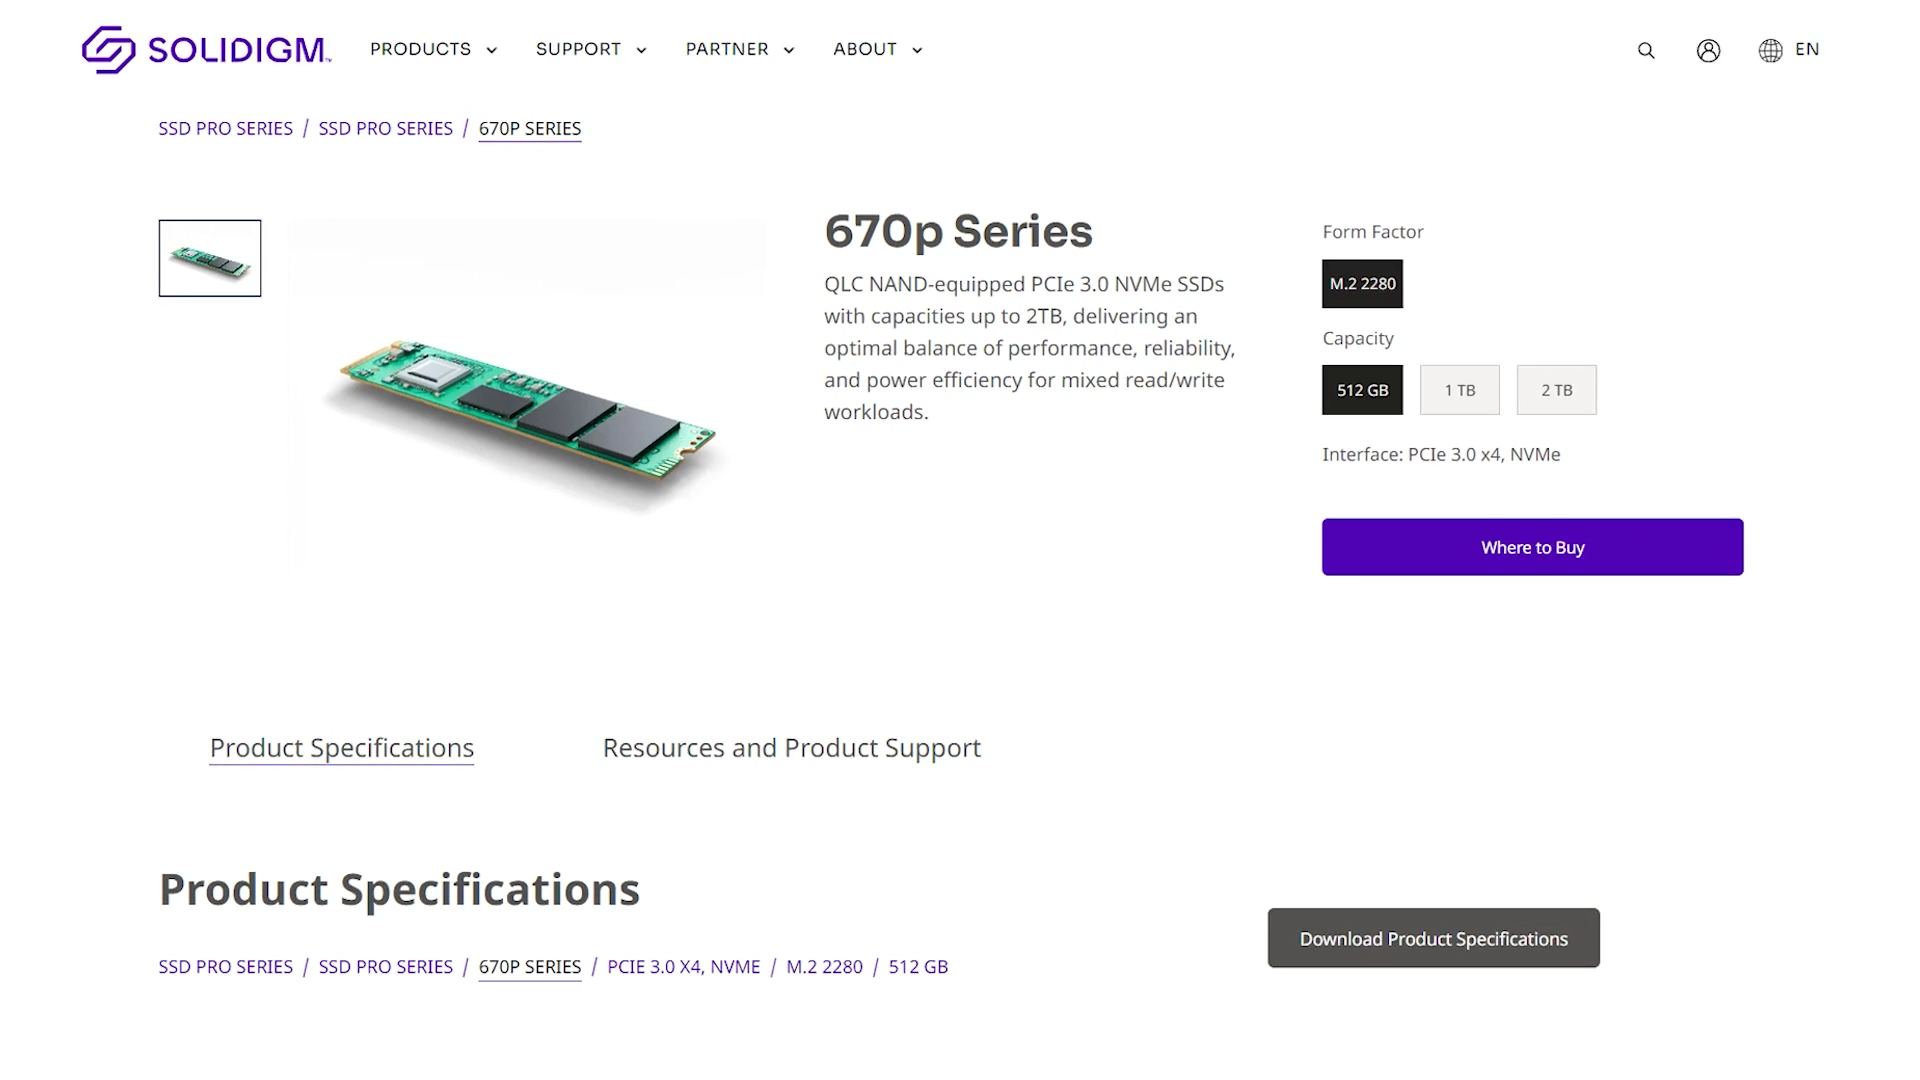 SOLIDIGM™
PRODUCTS SUPPORT PARTNER ABOUT EN
SSD PRO SERIES / SSD PRO SERIES / 670P SERIES
670p Series
QLC NAND-equipped PCIe 3.0 NVMe SSDs
with capacities up to 2TB, delivering an
optimal balance of performance, reliability,
and power efficiency for mixed read/write
workloads.
Form Factor
M.2 2280
Capacity
512 GB 1 TB 2 TB
Interface: PCIe 3.0 x4, NVMe
Where to Buy
Product Specifications Resources and Product Support
Product Specifications
Download Product Specifications
SSD PRO SERIES / SSD PRO SERIES / 670P SERIES / PCIE 3.0 X4, NVME / M.2 2280 / 512 GB